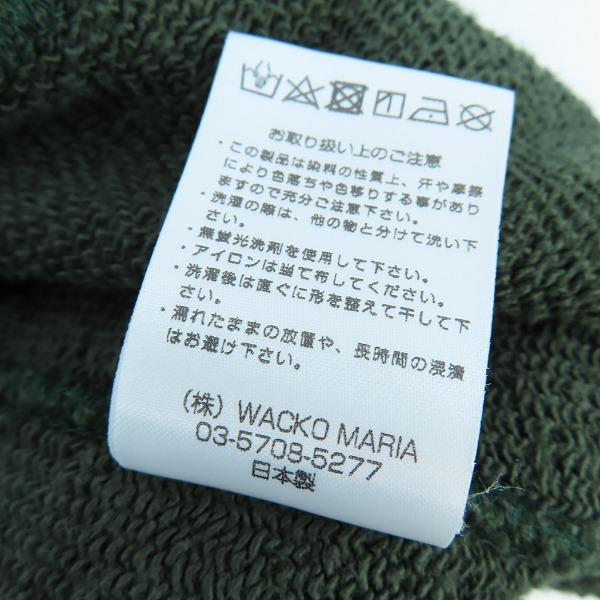 お取り扱い上のご注意
・この製品は染料の性質上、汗や摩擦
により色落ちや色移りする事があり
ますので充分ご注意下さい。
・洗濯の際は、他の物と分けて洗い下
さい。
・無蛍光洗剤を使用して下さい。
・アイロンは当て布してください。
・洗濯後は直ぐに形を整えて干して下
さい。
・濡れたままの放置や、長時間の浸漬
はお避け下さい。
（株）WACKO MARIA
03-5708-5277
日本製